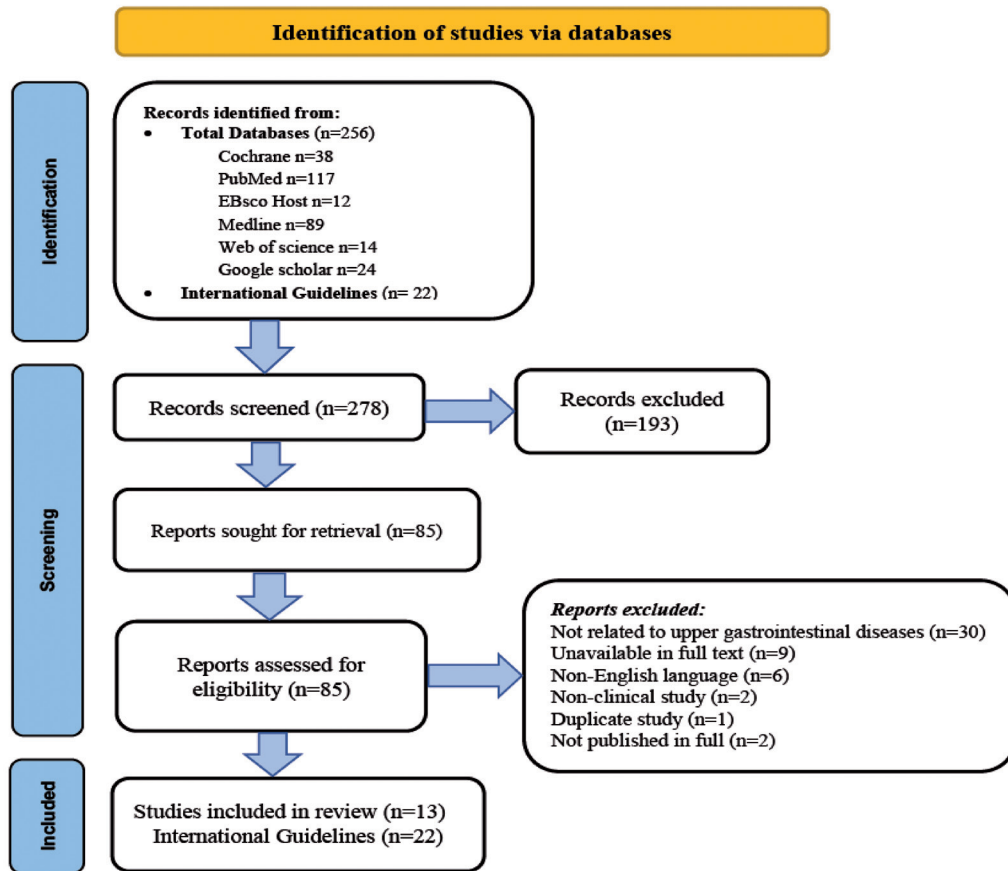 Identification of studies via databases
Identification
Records identified from:
• Total Databases (n=256)
Cochrane n=38
PubMed n=117
EBsco Host n=12
Medline n=89
Web of science n=14
Google scholar n=24
• International Guidelines (n= 22)
Screening
Records screened (n=278)
Records excluded
(n=193)
Reports sought for retrieval (n=85)
Reports assessed for
eligibility (n=85)
Reports excluded:
Not related to upper gastrointestinal diseases (n=30)
Unavailable in full text (n=9)
Non-English language (n=6)
Non-clinical study (n=2)
Duplicate study (n=1)
Not published in full (n=2)
Included
Studies included in review (n=13)
International Guidelines (n=22)